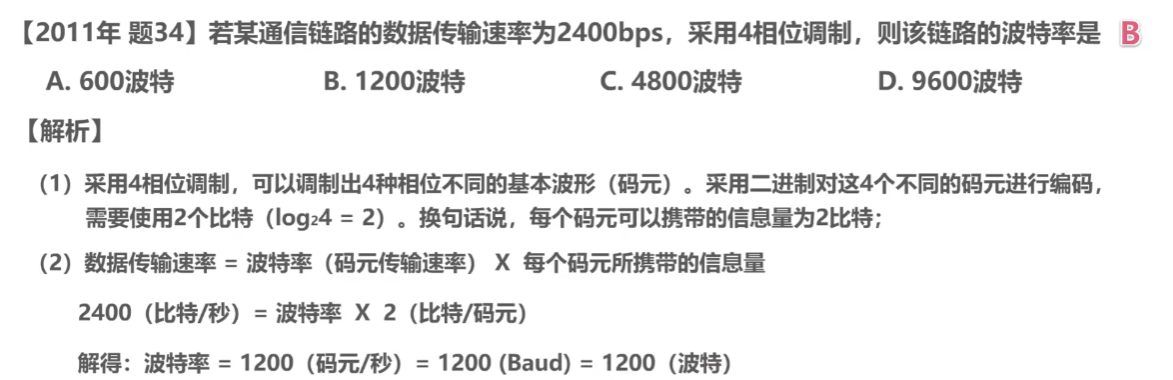 【2011年 题34】若某通信链路的数据传输速率为2400bps，采用4相位调制，则该链路的波特率是 B
A. 600波特 B. 1200波特 C. 4800波特 D. 9600波特
【解析】
（1）采用4相位调制，可以调制出4种相位不同的基本波形（码元）。采用二进制对这4个不同的码元进行编码，
需要使用2个比特（log₂4 = 2）。换句话说，每个码元可以携带的信息量为2比特；
（2）数据传输速率 = 波特率（码元传输速率） X 每个码元所携带的信息量
2400（比特/秒）= 波特率 X 2（比特/码元）
解得：波特率 = 1200（码元/秒）= 1200 (Baud) = 1200（波特）